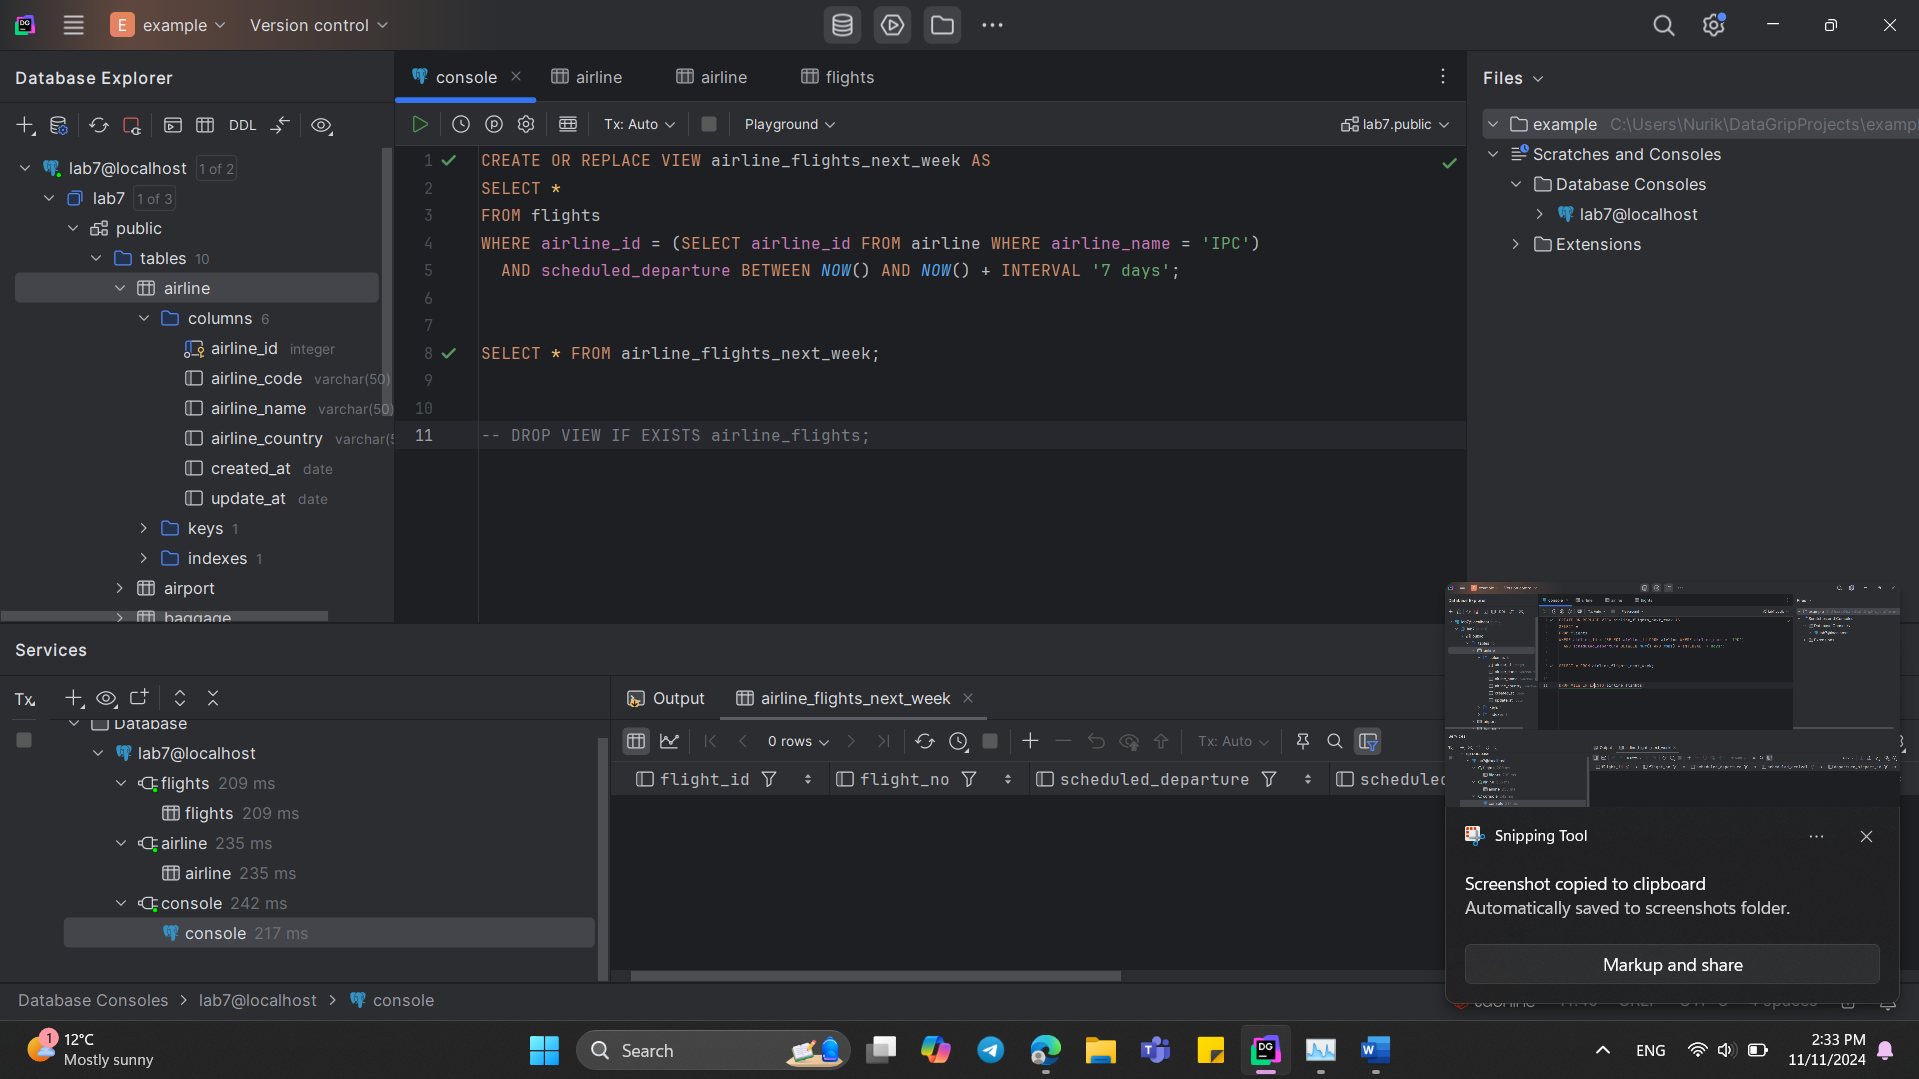 E example Version control
Database Explorer
DDL
lab7@localhost 1 of 2
lab7 1 of 3
public
tables 10
airline
columns 6
airline_id integer
airline_code varchar(50)
airline_name varchar(50)
airline_country
created_at date
update_at date
keys 1
indexes 1
airport
baggage
console airline airline flights
Tx: Auto Playground lab7.public
1 CREATE OR REPLACE VIEW airline_flights_next_week AS
2 SELECT *
3 FROM flights
4 WHERE airline_id = (SELECT airline_id FROM airline WHERE airline_name = 'IPC')
5 AND scheduled_departure BETWEEN NOW() AND NOW() + INTERVAL '7 days';
6
7
8 SELECT * FROM airline_flights_next_week;
9
10
11 -- DROP VIEW IF EXISTS airline_flights;
Files
example C:\Users\Nurik\DataGripProjects\exampl
Scratches and Consoles
Database Consoles
lab7@localhost
Extensions
Services
Tx
Database
lab7@localhost
flights 209 ms
flights 209 ms
airline 235 ms
airline 235 ms
console 242 ms
console 217 ms
Output airline_flights_next_week
0 rows Tx: Auto
flight_id flight_no scheduled_departure
Snipping Tool
Screenshot copied to clipboard
Automatically saved to screenshots folder.
Markup and share
Database Consoles > lab7@localhost > console
1 12°C
Mostly sunny
Search
ENG
2:33 PM
11/11/2024